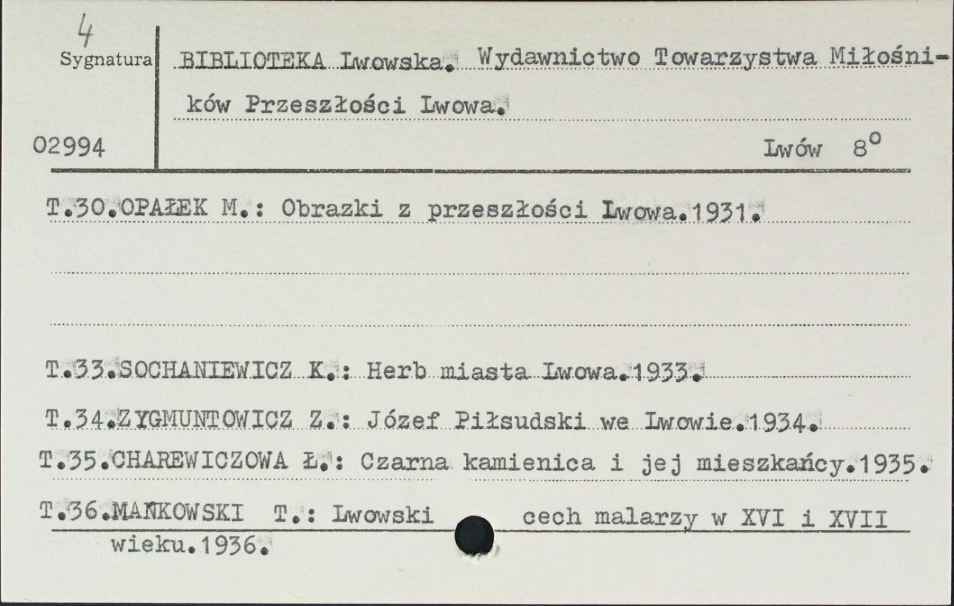 4
Sygnatura
BIBLIOTEKA Lwowska. Wydawnictwo Towarzystwa Miłośni-
ków Przeszłości Lwowa.
02994
Lwów 8⁰
T.30.OPAŁEK M.: Obrazki z przeszłości Lwowa.1931.
T.33.SOCHANIEWICZ K.: Herb miasta Lwowa.1933.
T.34.ZYGMUNTOWICZ Z.: Józef Piłsudski we Lwowie.1934.
T.35.CHAREWICZOWA Ł.: Czarna kamienica i jej mieszkańcy.1935.
T.36.MAŃKOWSKI T.: Lwowski cech malarzy w XVI i XVII
wieku.1936.